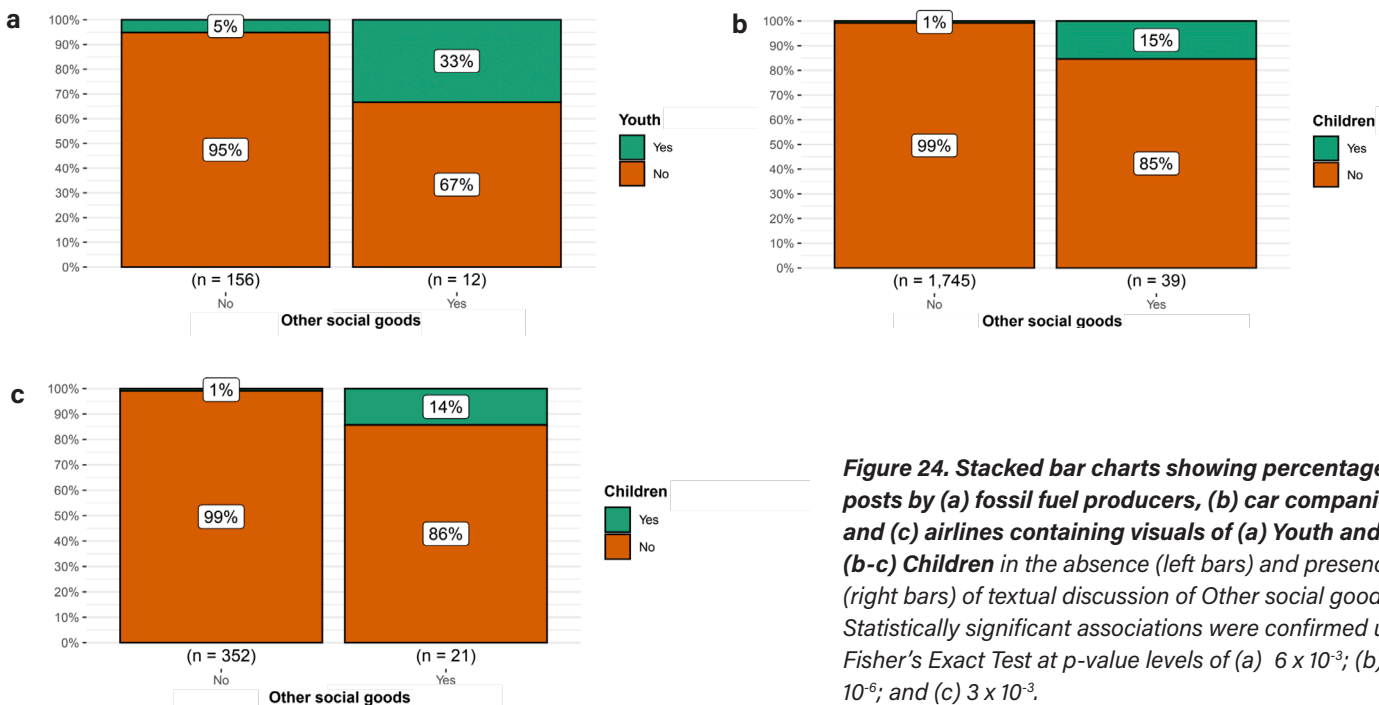 a
100%
90%
80%
70%
60%
50%
40%
30%
20%
10%
0%
5%
95%
33%
67%
(n = 156)
(n = 12)
No
Yes
Other social goods
Youth
Yes
No
b
100%
90%
80%
70%
60%
50%
40%
30%
20%
10%
0%
1%
99%
15%
85%
(n = 1,745)
(n = 39)
No
Yes
Other social goods
Children
Yes
No
c
100%
90%
80%
70%
60%
50%
40%
30%
20%
10%
0%
1%
99%
14%
86%
(n = 352)
(n = 21)
No
Yes
Other social goods
Children
Yes
No
Figure 24. Stacked bar charts showing percentage
posts by (a) fossil fuel producers, (b) car compani
and (c) airlines containing visuals of (a) Youth and
(b-c) Children in the absence (left bars) and presenc
(right bars) of textual discussion of Other social good
Statistically significant associations were confirmed u
Fisher's Exact Test at p-value levels of (a) 6 x 10⁻³; (b)
10⁻⁶; and (c) 3 x 10⁻³.